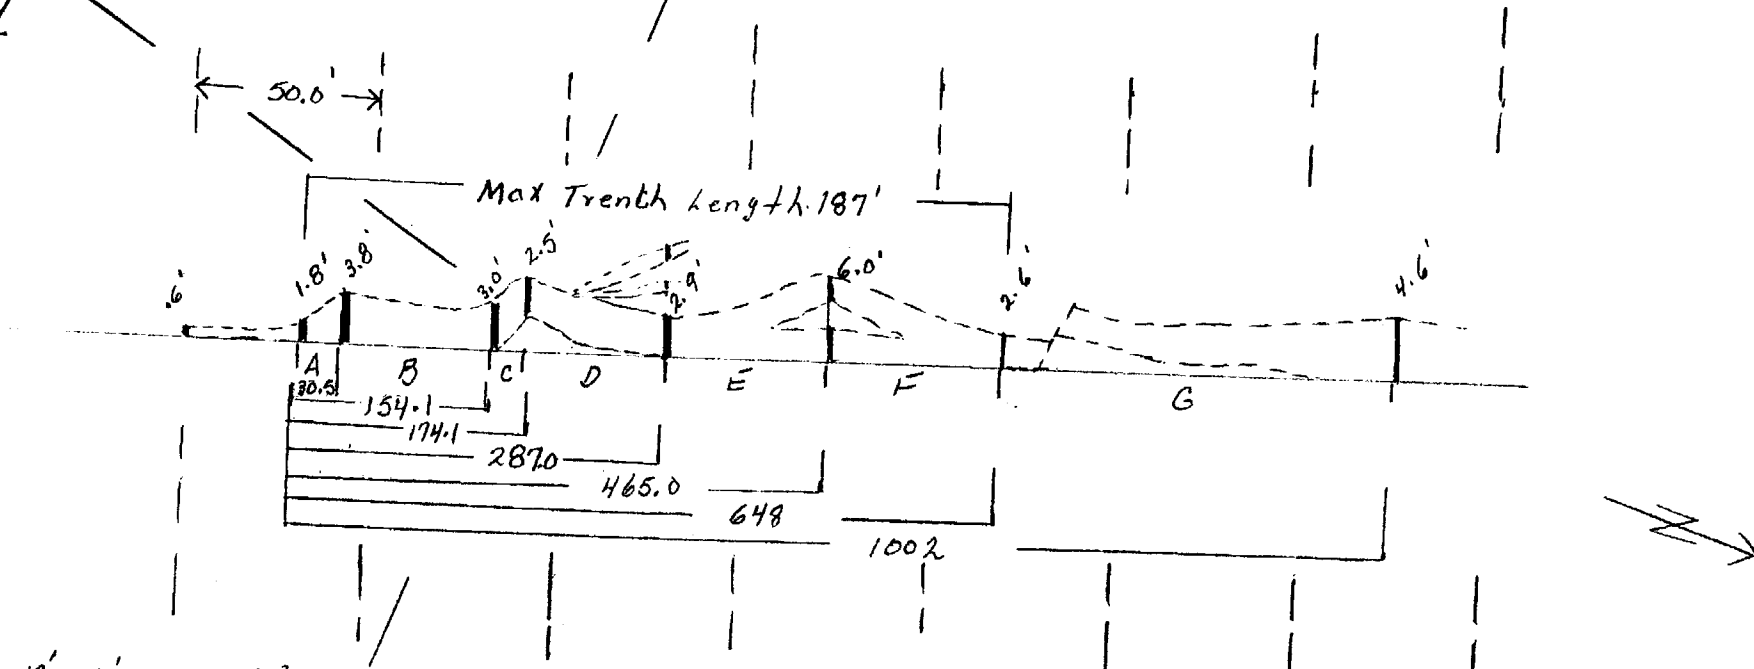 50.0'
Max Trenth Length. 187'
.6'
1.8'
3.8'
3.0'
2.5'
2.9'
6.0'
2.6'
4.6'
A
B
C
D
E
F
G
30.5
154.1
174.1
287.0
465.0
648
1002